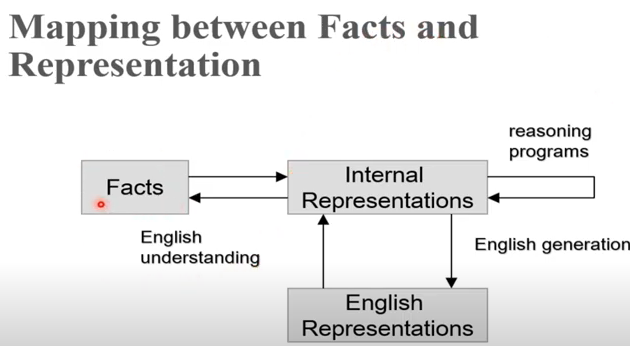 Mapping between Facts and
Representation
reasoning
programs
Facts
Internal
Representations
English
understanding
English generation
English
Representations